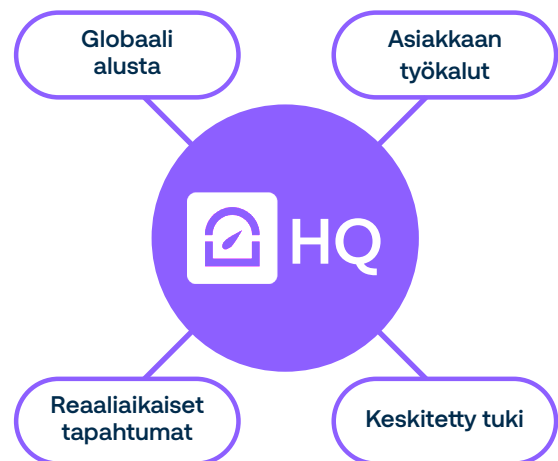 Globaali
alusta
Asiakkaan
työkalut
HQ
Reaaliaikaiset
tapahtumat
Keskitetty tuki